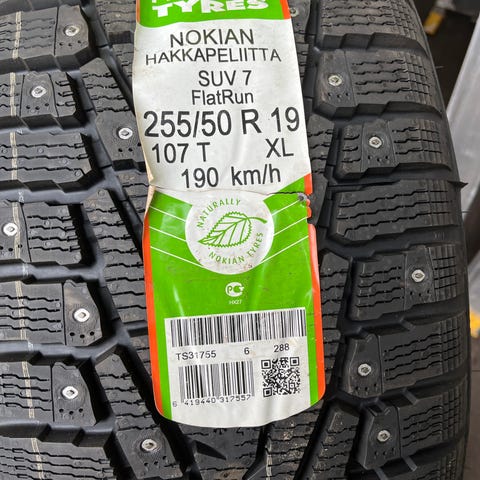 TYRES
NOKIAN
HAKKAPELIITTA
SUV 7
FlatRun
255/50 R 19
107 T XL
190 km/h
NATURALLY
NOKIAN TYRES
HX27
TS31755 6 288
6 419440 317557